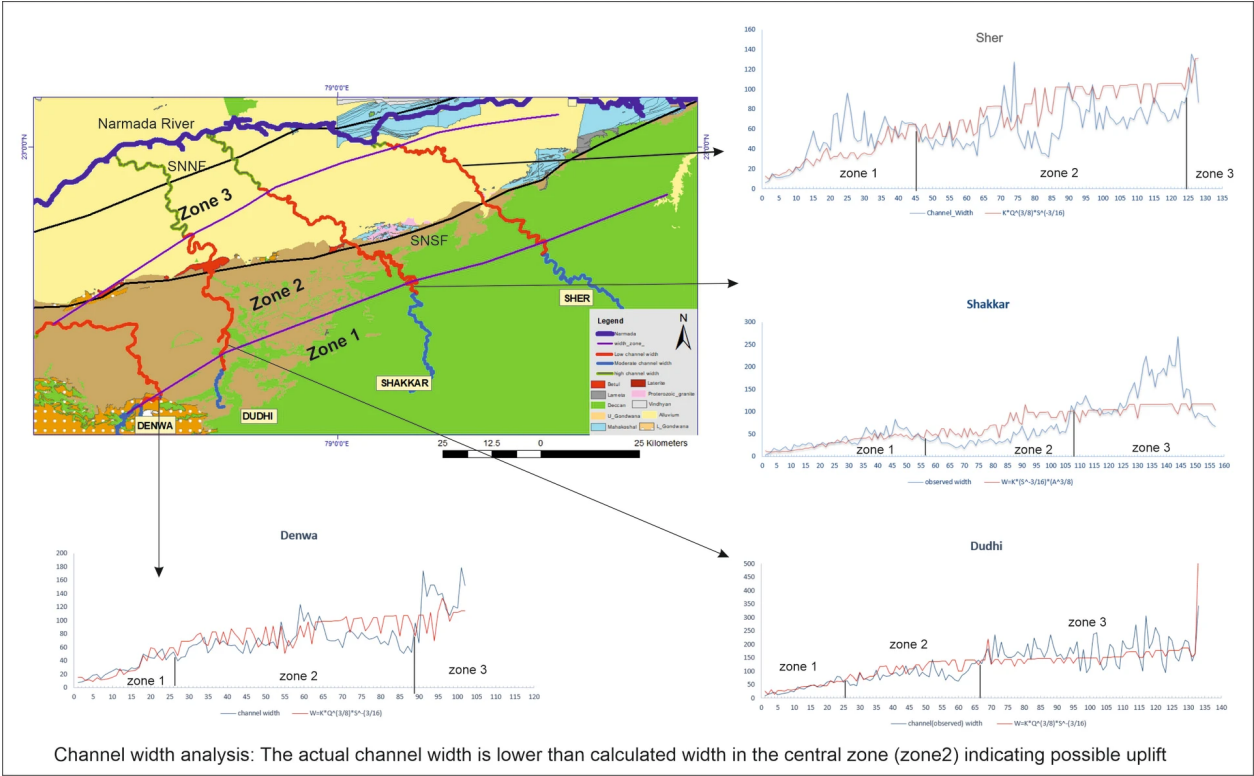 79°0'0"E
23°0'0"N
23°0'0"N
Narmada River
SNNF
Zone 3
SNSF
Zone 2
Zone 1
SHER
SHAKKAR
DUDHI
DENWA
Legend
Narmada
width_zone_
Low channel width
Moderate channel width
high channel width
Basal Laterite
Lameta Proterozoic_granite
Deccan Vindhyan
U_Gondwana Alluvium
Mahakoshal L_Gondwana
79°0'0"E
25 12.5 0 25 Kilometers
Sher
160
140
120
100
80
60
40
20
0
zone 1 zone 2 zone 3
0 5 10 15 20 25 30 35 40 45 50 55 60 65 70 75 80 85 90 95 100 105 110 115 120 125 130 135
Channel_Width K*Q^(3/8)*S^(-3/16)
Shakkar
300
250
200
150
100
50
0
zone 1 zone 2 zone 3
0 5 10 15 20 25 30 35 40 45 50 55 60 65 70 75 80 85 90 95 100 105 110 115 120 125 130 135 140 145 150 155 160
observed width W=K*(S^-3/16)*(A^3/8)
Denwa
200
180
160
140
120
100
80
60
40
20
0
zone 1 zone 2 zone 3
0 5 10 15 20 25 30 35 40 45 50 55 60 65 70 75 80 85 90 95 100 105 110 115 120
channel width W=K*Q^(3/8)*S^-(3/16)
Dudhi
500
450
400
350
300
250
200
150
100
50
0
zone 1 zone 2 zone 3
0 5 10 15 20 25 30 35 40 45 50 55 60 65 70 75 80 85 90 95 100 105 110 115 120 125 130 135 140
channel(observed) width W=K*Q^(3/8)*S^-(3/16)
Channel width analysis: The actual channel width is lower than calculated width in the central zone (zone2) indicating possible uplift